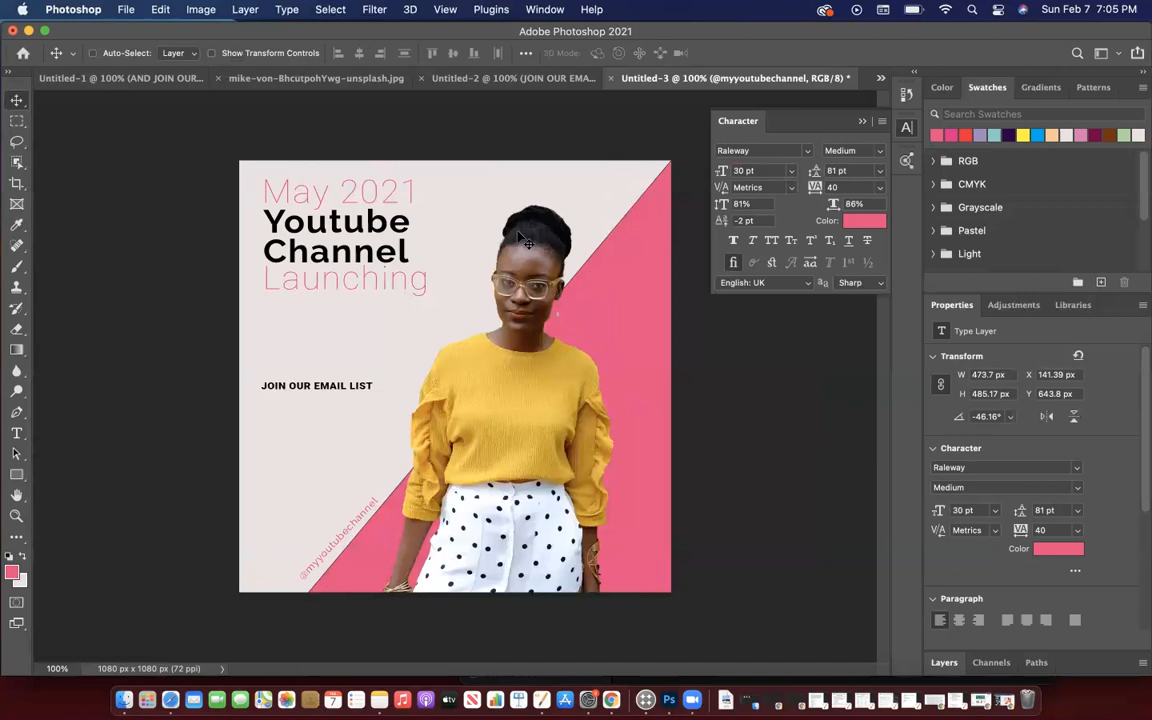 Photoshop File Edit Image Layer Type Select Filter 3D View Plugins Window Help Sun Feb 7 7:05 PM
Adobe Photoshop 2021
Auto-Select: Layer Show Transform Controls 3D Mode:
Untitled-1 @ 100% (AND JOIN OUR... mike-von-BhcutpohYwg-unsplash.jpg Untitled-2 @ 100% (JOIN OUR EMA... Untitled-3 @ 100% (@myyoutubechannel, RGB/8) *
Color Swatches Gradients Patterns
Search Swatches
RGB
CMYK
Grayscale
Pastel
Light
Character
Raleway Medium
30 pt 81 pt
Metrics 40
81% 86%
-2 pt Color:
English: UK Sharp
May 2021
Youtube
Channel
Launching
JOIN OUR EMAIL LIST
@myyoutubechannel
Properties Adjustments Libraries
Type Layer
Transform
W 473.7 px X 141.39 px
H 485.17 px Y 643.8 px
-46.16°
Character
Raleway
Medium
30 pt 81 pt
Metrics 40
Color
Paragraph
Layers Channels Paths
100% 1080 px x 1080 px (72 ppi)